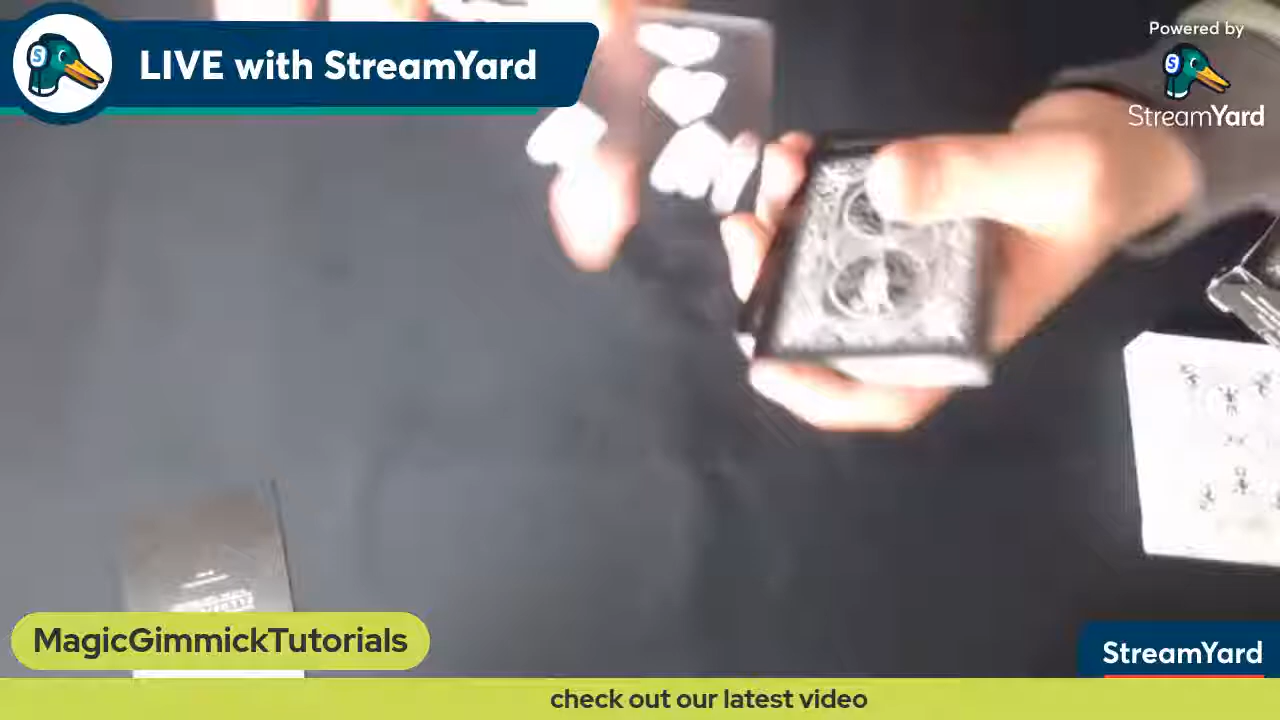 LIVE with StreamYard
Powered by
StreamYard
MagicGimmickTutorials
StreamYard
check out our latest video